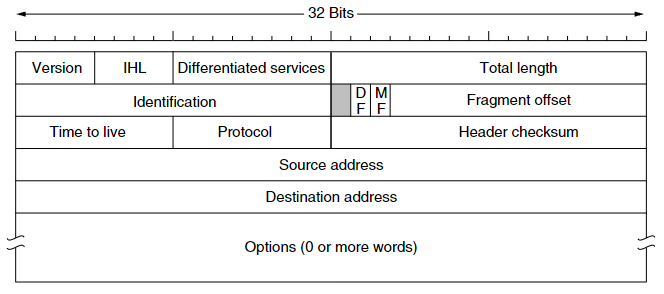 32 Bits
Version IHL Differentiated services Total length
Identification D F M F Fragment offset
Time to live Protocol Header checksum
Source address
Destination address
Options (0 or more words)